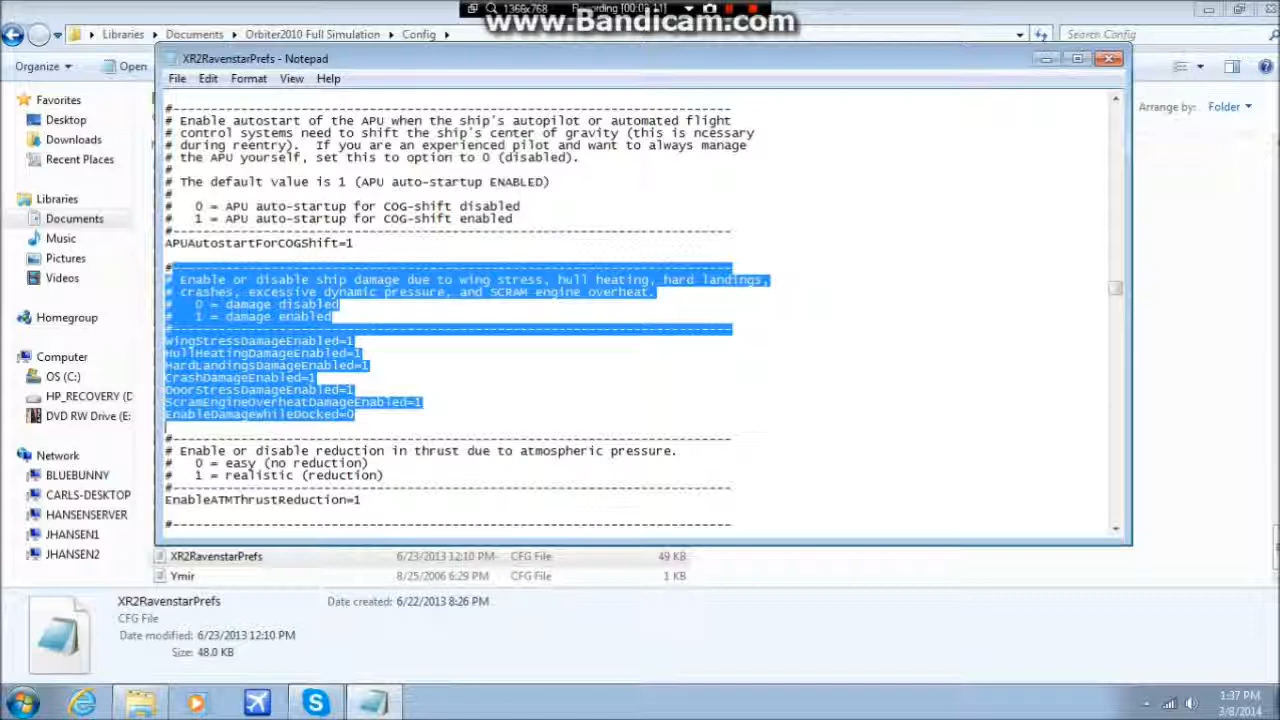 1366x768
Recording [00:03:11]
www.Bandicam.com
Libraries
Documents
Orbiter2010 Full Simulation
Config
Search Config
XR2RavenstarPrefs - Notepad
Organize
Open
Arrange by: Folder
File Edit Format View Help
Favorites
Desktop
Downloads
Recent Places
Libraries
Documents
Music
Pictures
Videos
Homegroup
Computer
OS (C:)
HP_RECOVERY (D
DVD RW Drive (E:
Network
BLUEBUNNY
CARLS-DESKTOP
HANSENSERVER
JHANSEN1
JHANSEN2
#---------------------------------------------------------------------------
# Enable autostart of the APU when the ship's autopilot or automated flight
# control systems need to shift the ship's center of gravity (this is ncessary
# during reentry).  If you are an experienced pilot and want to always manage
# the APU yourself, set this to option to 0 (disabled).
#
# The default value is 1 (APU auto-startup ENABLED)
#
#   0 = APU auto-startup for COG-shift disabled
#   1 = APU auto-startup for COG-shift enabled
#---------------------------------------------------------------------------
APUAutostartForCOGShift=1
#---------------------------------------------------------------------------
# Enable or disable ship damage due to wing stress, hull heating, hard landings,
# crashes, excessive dynamic pressure, and SCRAM engine overheat.
#   0 = damage disabled
#   1 = damage enabled
#---------------------------------------------------------------------------
WingStressDamageEnabled=1
HullHeatingDamageEnabled=1
HardLandingsDamageEnabled=1
CrashDamageEnabled=1
DoorStressDamageEnabled=1
ScramEngineOverheatDamageEnabled=1
EnableDamageWhileDocked=0
#---------------------------------------------------------------------------
# Enable or disable reduction in thrust due to atmospheric pressure.
#   0 = easy (no reduction)
#   1 = realistic (reduction)
#---------------------------------------------------------------------------
EnableATMThrustReduction=1
#---------------------------------------------------------------------------
XR2RavenstarPrefs 6/23/2013 12:10 PM CFG File 49 KB
Ymir 8/25/2006 6:29 PM CFG File 1 KB
XR2RavenstarPrefs
CFG File
Date created: 6/22/2013 8:26 PM
Date modified: 6/23/2013 12:10 PM
Size: 48.0 KB
1:37 PM
3/8/2014